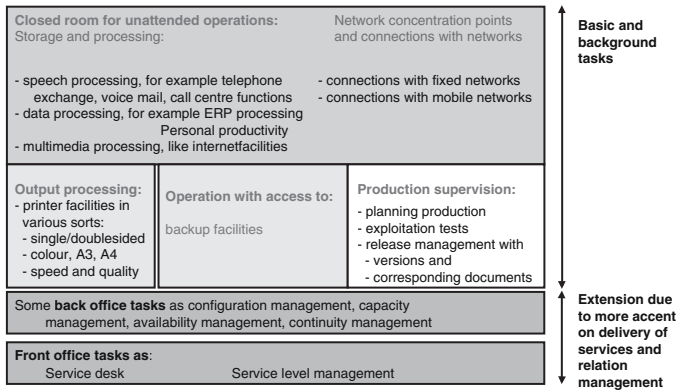 Closed room for unattended operations:
Storage and processing:
Network concentration points
and connections with networks
- speech processing, for example telephone
exchange, voice mail, call centre functions
- data processing, for example ERP processing
Personal productivity
- multimedia processing, like internetfacilities
- connections with fixed networks
- connections with mobile networks
Basic and
background
tasks
Output processing:
- printer facilities in
various sorts:
- single/doublesided
- colour, A3, A4
- speed and quality
Operation with access to:
backup facilities
Production supervision:
- planning production
- exploitation tests
- release management with
- versions and
- corresponding documents
Some back office tasks as configuration management, capacity
management, availability management, continuity management
Front office tasks as:
Service desk Service level management
Extension due
to more accent
on delivery of
services and
relation
management